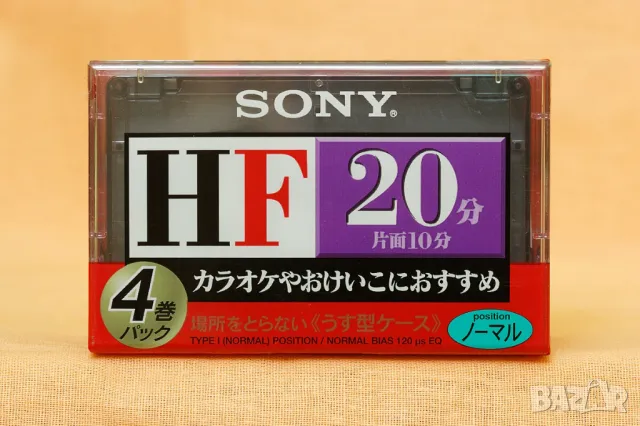 SONY®
HF
20分
片面10分
カラオケやおけいこにおすすめ
4巻
パック
場所をとらない《うす型ケース》
TYPE I (NORMAL) POSITION / NORMAL BIAS 120 µs EQ
position
ノーマル
BAZAR